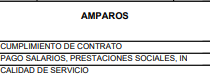 AMPAROS
CUMPLIMIENTO DE CONTRATO
PAGO SALARIOS, PRESTACIONES SOCIALES, IN
CALIDAD DE SERVICIO